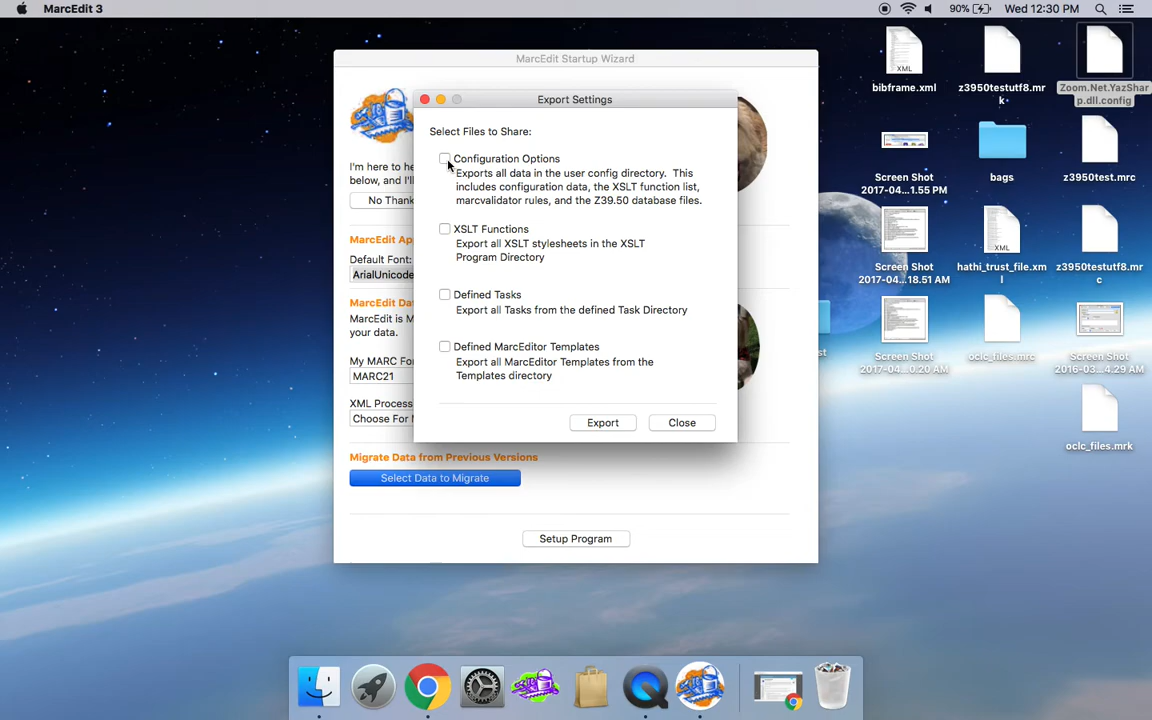 MarcEdit 3
90%
Wed 12:30 PM
MarcEdit Startup Wizard
Export Settings
Select Files to Share:
Configuration Options
Exports all data in the user config directory. This
includes configuration data, the XSLT function list,
marcvalidator rules, and the Z39.50 database files.
XSLT Functions
Export all XSLT stylesheets in the XSLT
Program Directory
Defined Tasks
Export all Tasks from the defined Task Directory
Defined MarcEditor Templates
Export all MarcEditor Templates from the
Templates directory
Export
Close
I'm here to he
below, and I'll
No Thank
MarcEdit Ap
Default Font:
ArialUnicode
MarcEdit Da
MarcEdit is M
your data.
My MARC For
MARC21
XML Process
Choose For M
Migrate Data from Previous Versions
Select Data to Migrate
Setup Program
XML
bibframe.xml
z3950testutf8.mr
k
Zoom.Net.YazShar
p.dll.config
Screen Shot
2017-04...1.55 PM
bags
z3950test.mrc
Screen Shot
2017-04...18.51 AM
XML
hathi_trust_file.xm
l
z3950testutf8.mr
c
st
Screen Shot
2017-04...0.20 AM
oclc_files.mrc
Screen Shot
2016-03...4.29 AM
oclc_files.mrk